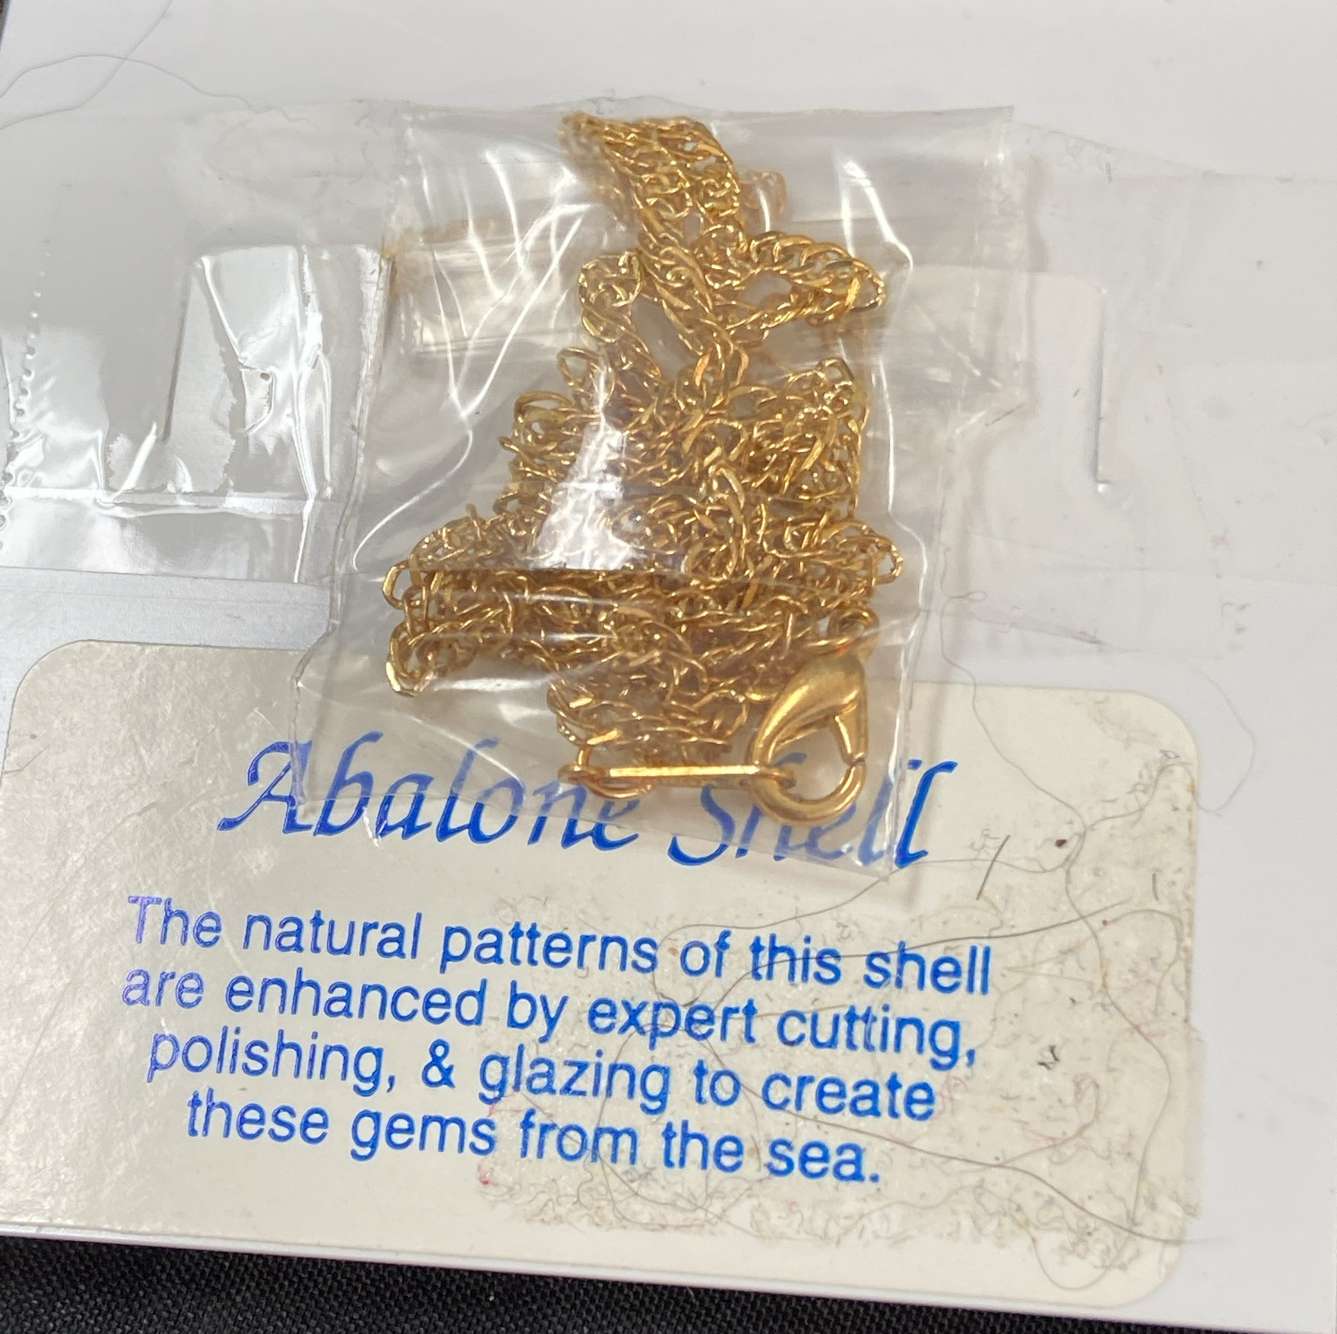 Abalone Shell
The natural patterns of this shell
are enhanced by expert cutting,
polishing, & glazing to create
these gems from the sea.